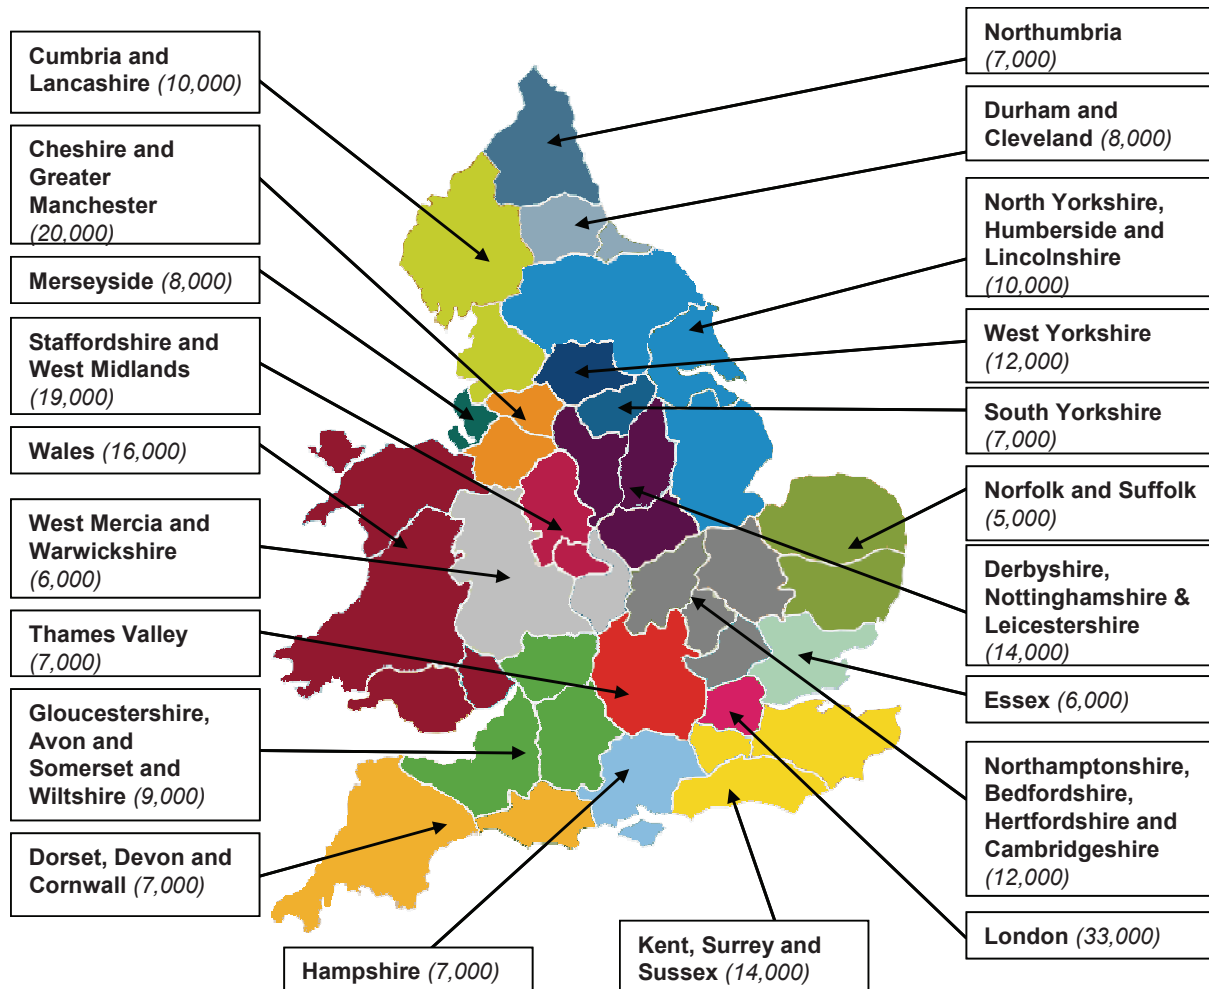 Cumbria and
Lancashire (10,000)
Cheshire and
Greater
Manchester
(20,000)
Merseyside (8,000)
Staffordshire and
West Midlands
(19,000)
Wales (16,000)
West Mercia and
Warwickshire
(6,000)
Thames Valley
(7,000)
Gloucestershire,
Avon and
Somerset and
Wiltshire (9,000)
Dorset, Devon and
Cornwall (7,000)
Hampshire (7,000)
Kent, Surrey and
Sussex (14,000)
Northumbria
(7,000)
Durham and
Cleveland (8,000)
North Yorkshire,
Humberside and
Lincolnshire
(10,000)
West Yorkshire
(12,000)
South Yorkshire
(7,000)
Norfolk and Suffolk
(5,000)
Derbyshire,
Nottinghamshire &
Leicestershire
(14,000)
Essex (6,000)
Northamptonshire,
Bedfordshire,
Hertfordshire and
Cambridgeshire
(12,000)
London (33,000)